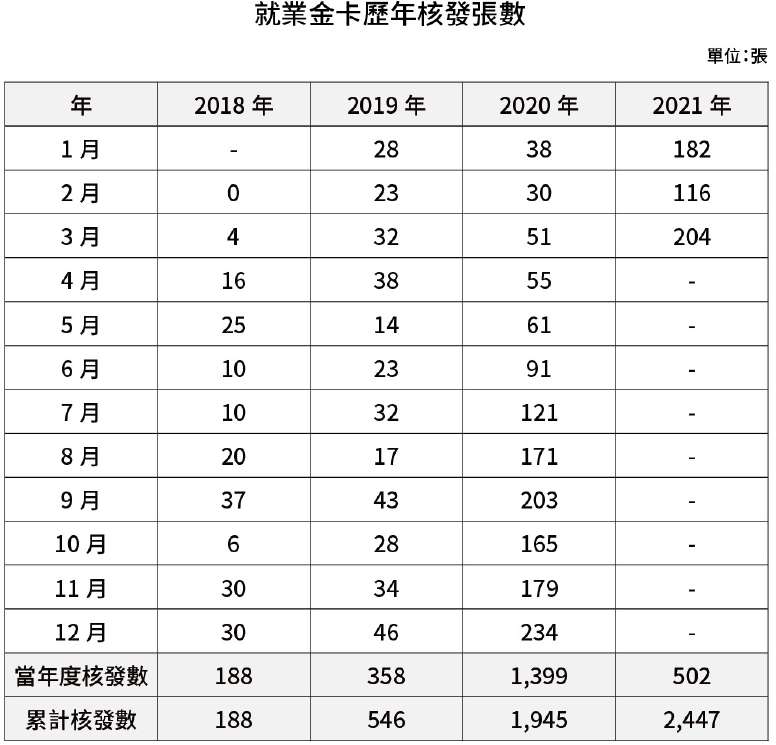 就業金卡歷年核發張數
單位：張
年 2018 年 2019 年 2020 年 2021 年
1 月 - 28 38 182
2 月 0 23 30 116
3 月 4 32 51 204
4 月 16 38 55 -
5 月 25 14 61 -
6 月 10 23 91 -
7 月 10 32 121 -
8 月 20 17 171 -
9 月 37 43 203 -
10 月 6 28 165 -
11 月 30 34 179 -
12 月 30 46 234 -
當年度核發數 188 358 1,399 502
累計核發數 188 546 1,945 2,447